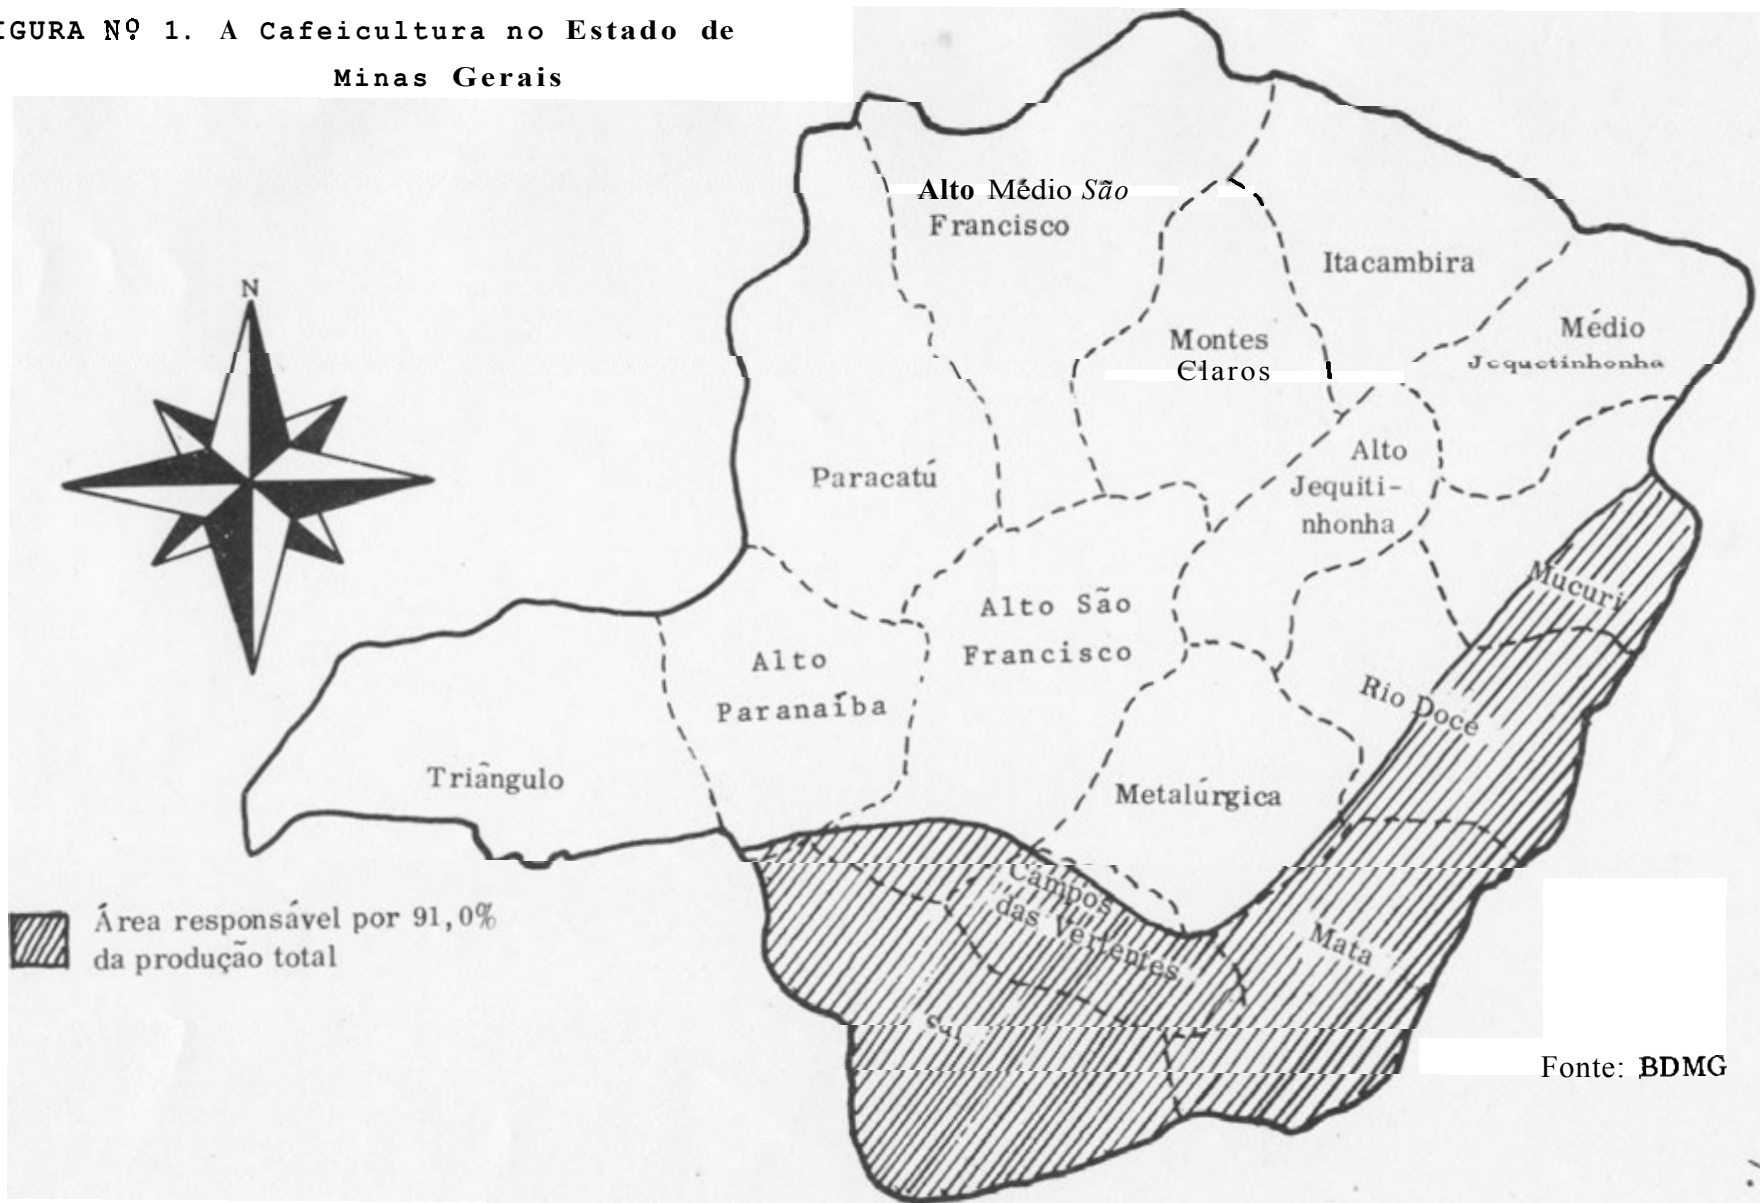 IGURA Nº 1. A Cafeicultura no Estado de
Minas Gerais
Alto Médio São
Francisco
Itacambira
Médio
Jequetinhonha
Montes
Claros
N
Alto
Jequiti-
nhonha
Paracatú
Mucuri
Alto São
Francisco
Alto
Paranaíba
Rio Doce
Triângulo
Metalúrgica
Campos
das Vertentes
Mata
Sul
Área responsável por 91,0%
da produção total
Fonte: BDMG